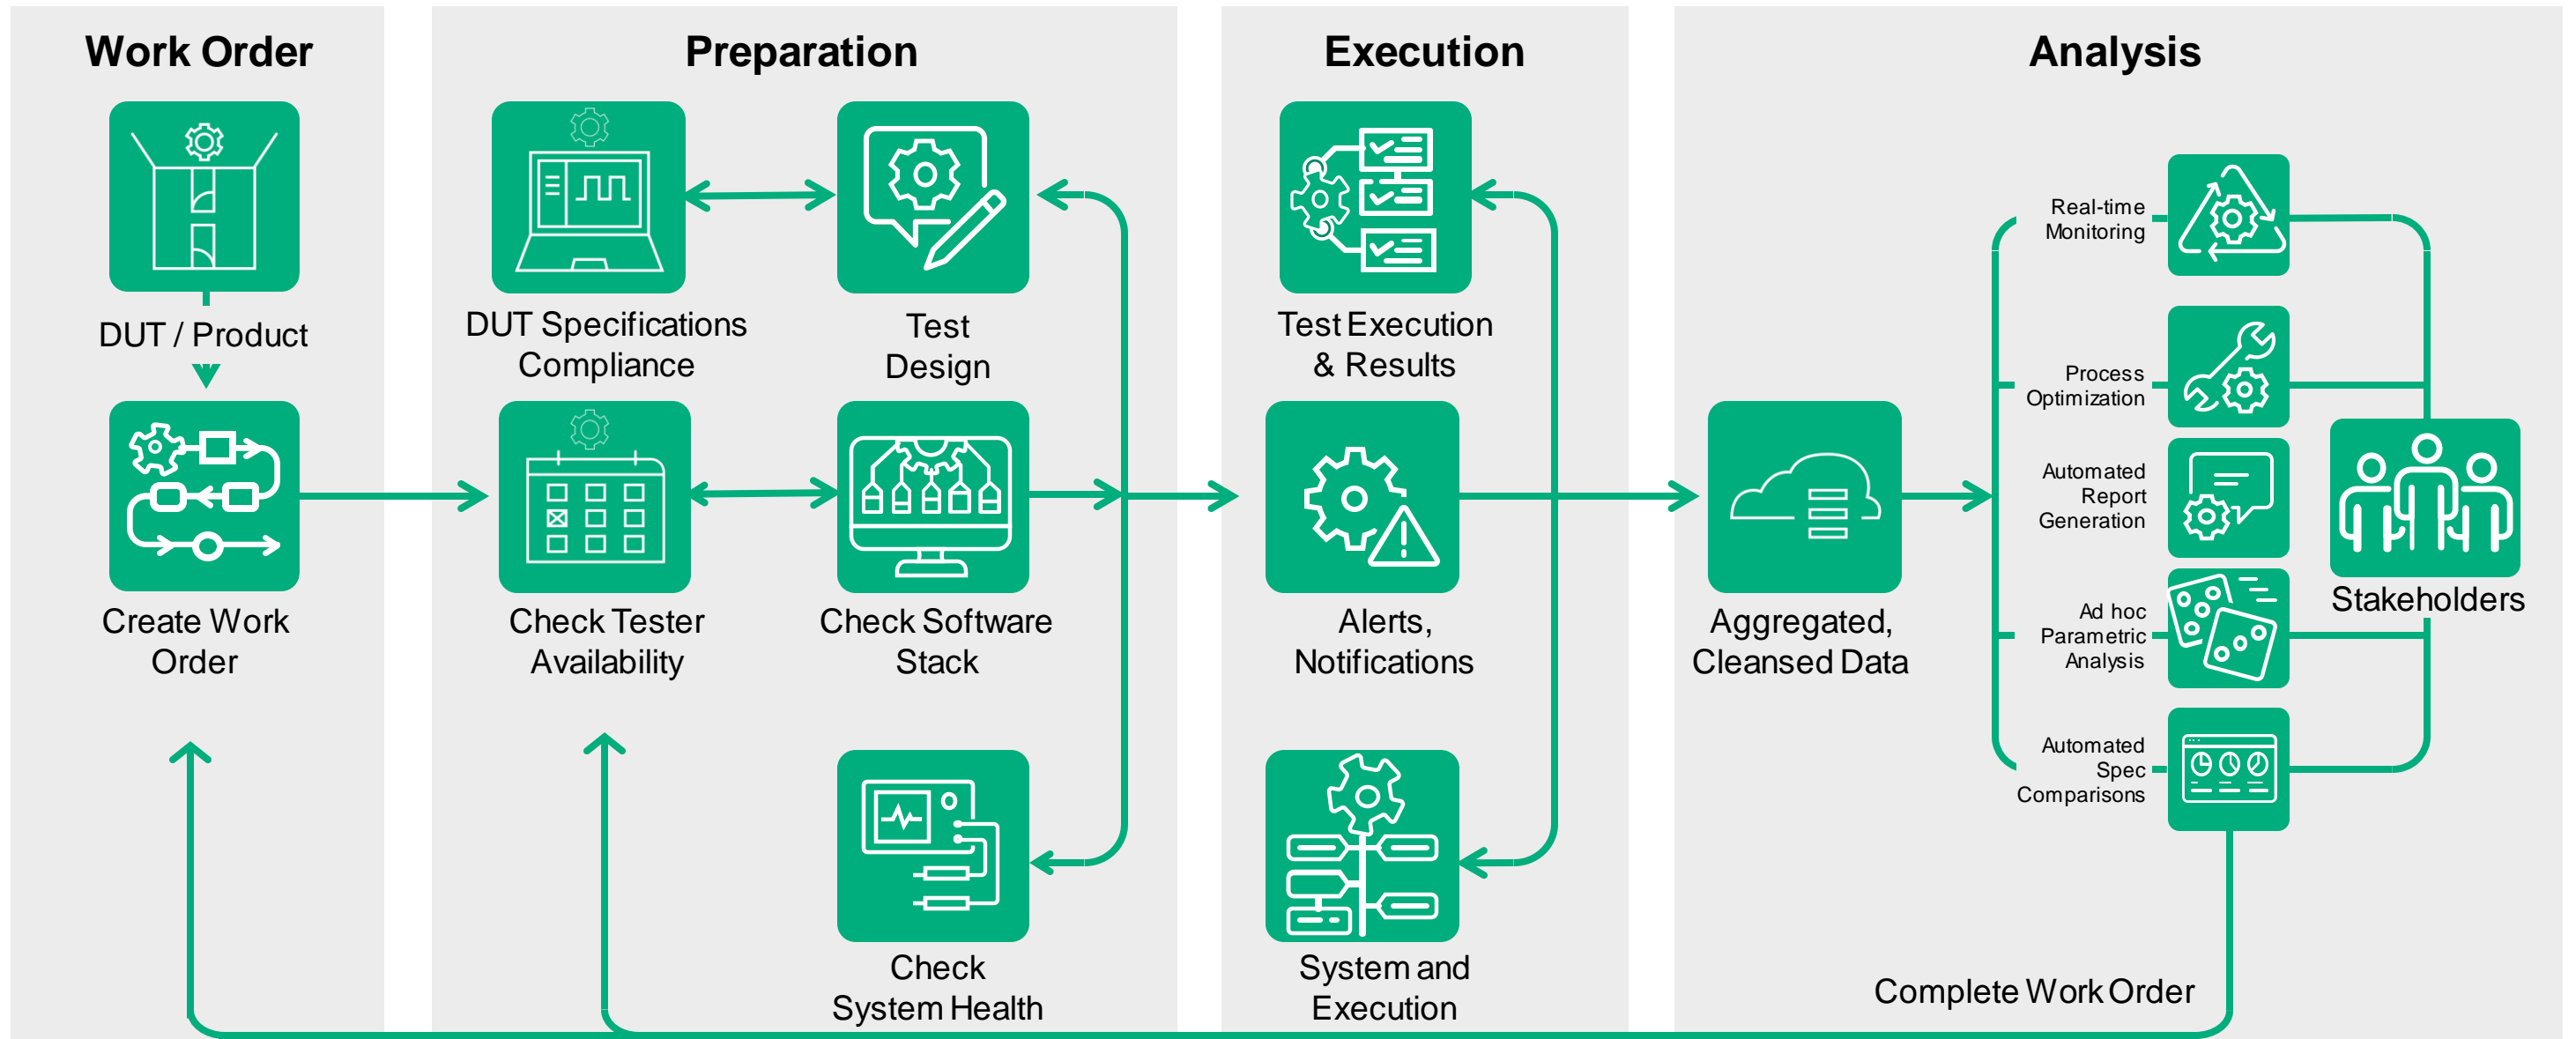 Work Order
DUT / Product
Create Work
Order
Preparation
DUT Specifications
Compliance
Test
Design
Check Tester
Availability
Check Software
Stack
Check
System Health
Execution
Test Execution
& Results
Alerts,
Notifications
System and
Execution
Analysis
Aggregated,
Cleansed Data
Real-time
Monitoring
Process
Optimization
Automated
Report
Generation
Ad hoc
Parametric
Analysis
Automated
Spec
Comparisons
Stakeholders
Complete Work Order